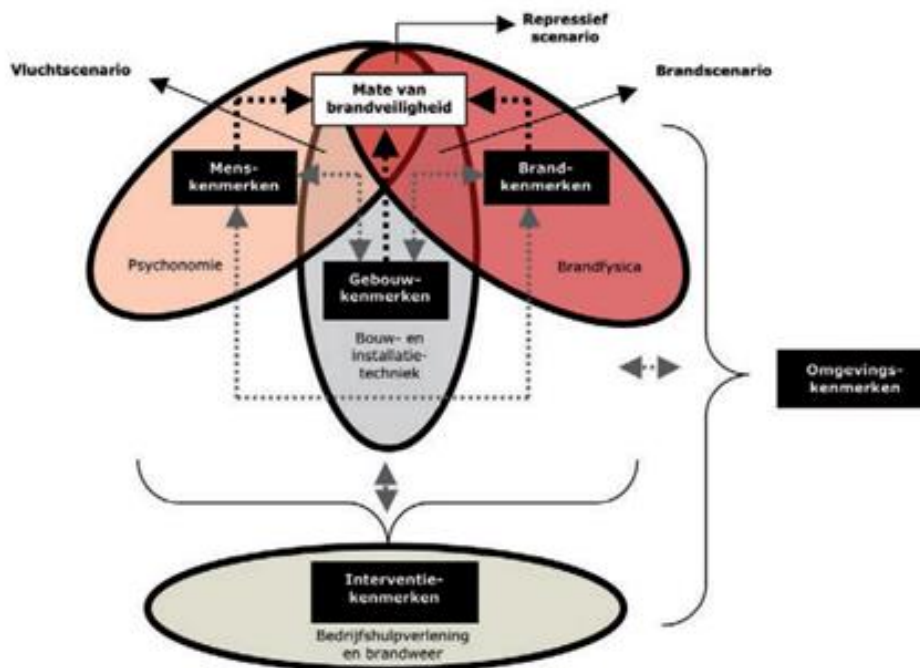 Repressief
scenario
Vluchtscenario
Brandscenario
Mate van
brandveiligheid
Mens-
kenmerken
Brand-
kenmerken
Psychonomie
Gebouw-
kenmerken
Brandfysica
Bouw- en
installatie-
techniek
Omgevings-
kenmerken
Interventie-
kenmerken
Bedrijfshulpverlening
en brandweer